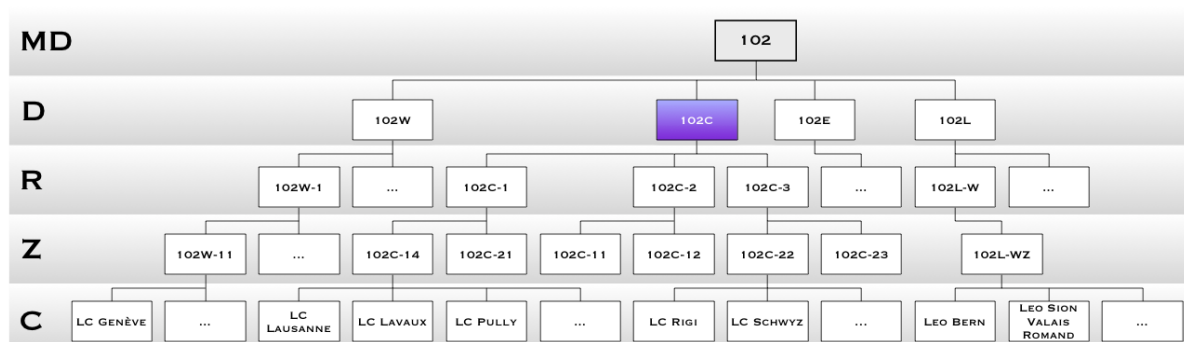 MD
102
D
102W
102C
102E
102L
R
102W-1
...
102C-1
102C-2
102C-3
...
102L-W
...
Z
102W-11
...
102C-14
102C-21
102C-11
102C-12
102C-22
102C-23
102L-WZ
C
LC Genève
...
LC
Lausanne
LC Lavaux
LC Pully
...
LC Rigi
LC Schwyz
...
Leo Bern
Leo Sion
Valais
Romand
...